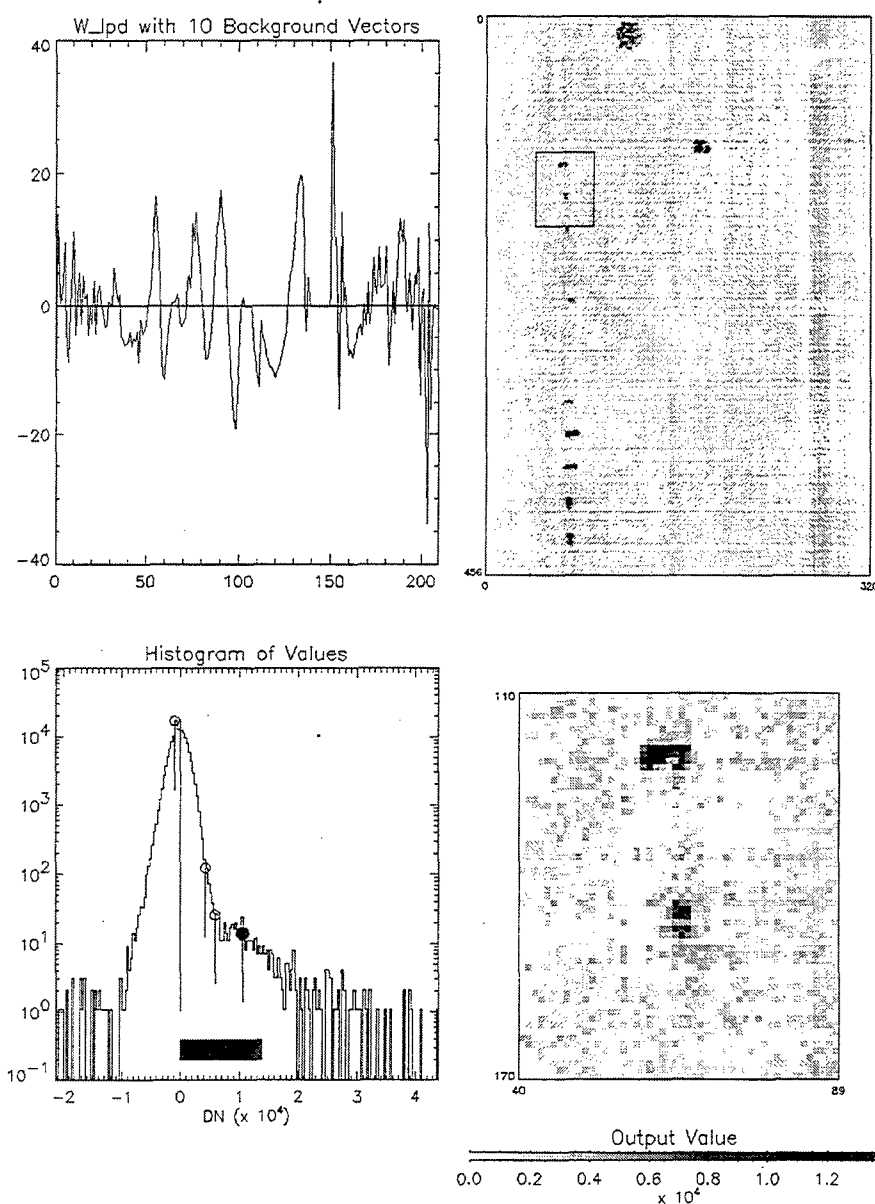 W_lpd with 10 Background Vectors
40
20
0
-20
-40
0 50 100 150 200
0
456
0 320
Histogram of Values
10^5
10^4
10^3
10^2
10^1
10^0
10^-1
-2 -1 0 1 2 3 4
DN (x 10^4)
110
170
40 89
Output Value
0.0 0.2 0.4 0.6 0.8 1.0 1.2
x 10^4